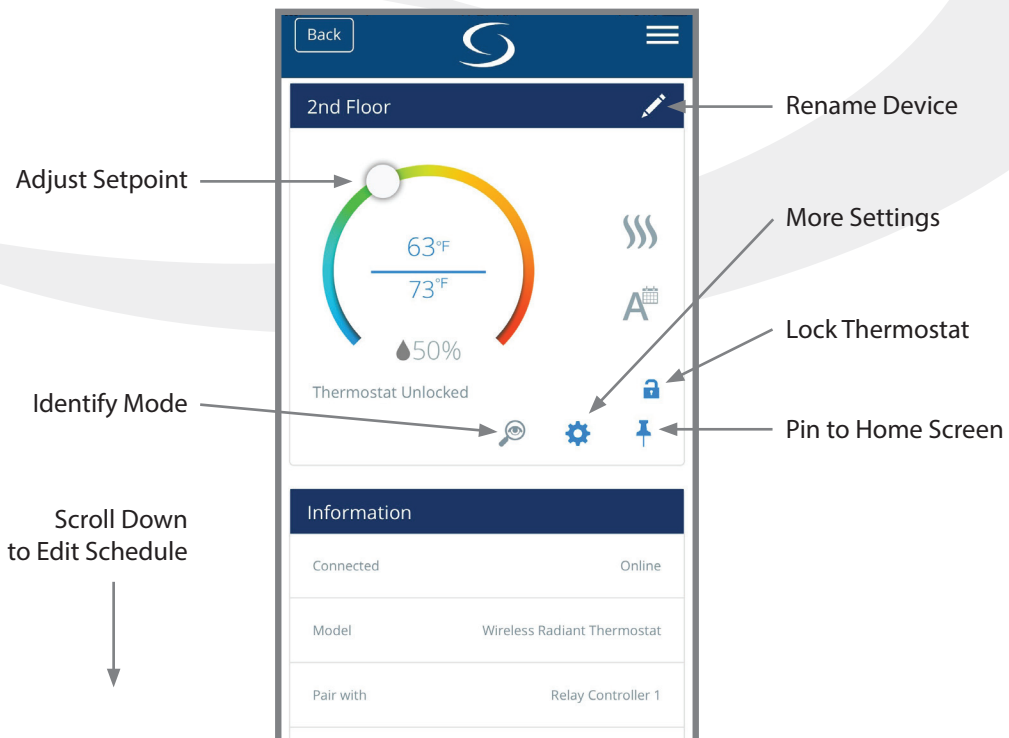 Back
2nd Floor
Rename Device
Adjust Setpoint
More Settings
63°F
73°F
A
Lock Thermostat
50%
Thermostat Unlocked
Identify Mode
Pin to Home Screen
Information
Scroll Down
to Edit Schedule
Connected Online
Model Wireless Radiant Thermostat
Pair with Relay Controller 1